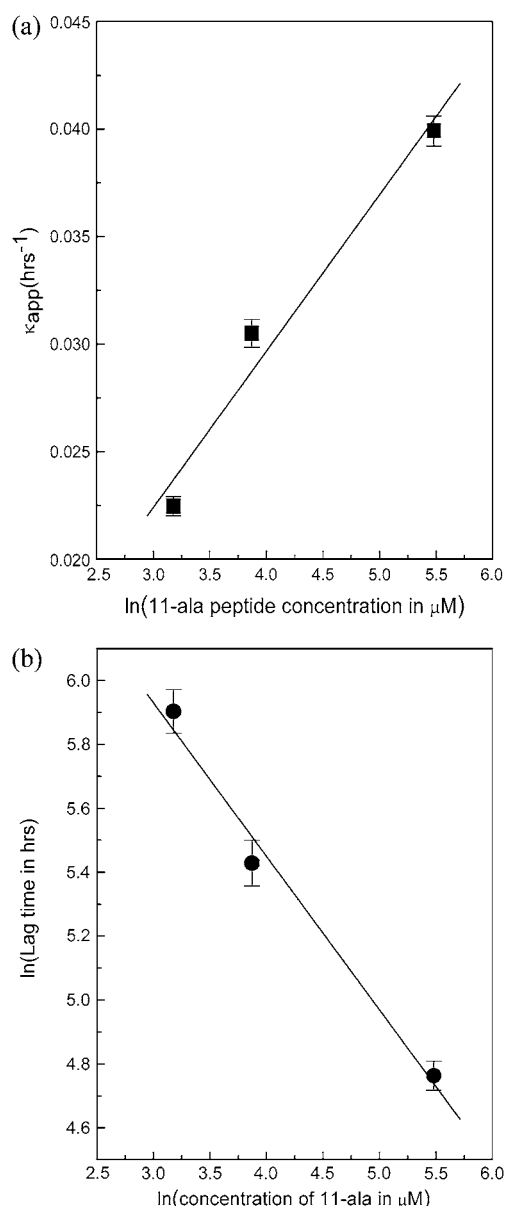 (a)
0.045
0.040
0.035
0.030
0.025
0.020
κapp(hrs⁻¹)
2.5 3.0 3.5 4.0 4.5 5.0 5.5 6.0
ln(11-ala peptide concentration in μM)
(b)
6.0
5.8
5.6
5.4
5.2
5.0
4.8
4.6
ln(Lag time in hrs)
2.5 3.0 3.5 4.0 4.5 5.0 5.5 6.0
ln(concentration of 11-ala in μM)